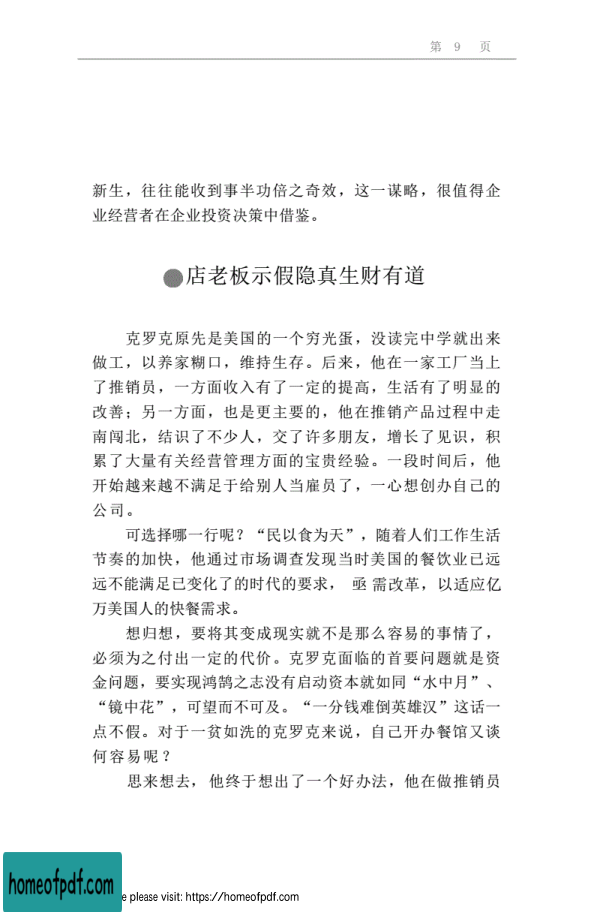 第 9 页
新生，往往能收到事半功倍之奇效，这一谋略，很值得企
业经营者在企业投资决策中借鉴。
●店老板示假隐真生财有道
克罗克原先是美国的一个穷光蛋，没读完中学就出来
做工，以养家糊口，维持生存。后来，他在一家工厂当上
了推销员，一方面收入有了一定的提高，生活有了明显的
改善；另一方面，也是更主要的，他在推销产品过程中走
南闯北，结识了不少人，交了许多朋友，增长了见识，积
累了大量有关经营管理方面的宝贵经验。一段时间后，他
开始越来越不满足于给别人当雇员了，一心想创办自己的
公司。
可选择哪一行呢？“民以食为天”，随着人们工作生活
节奏的加快，他通过市场调查发现当时美国的餐饮业已远
远不能满足已变化了的时代的要求， 亟 需改革，以适应亿
万美国人的快餐需求。
想归想，要将其变成现实就不是那么容易的事情了，
必须为之付出一定的代价。克罗克面临的首要问题就是资
金问题，要实现鸿鹄之志没有启动资本就如同“水中月”、
“镜中花”，可望而不可及。“一分钱难倒英雄汉”这话一
点不假。对于一贫如洗的克罗克来说，自己开办餐馆又谈
何容易呢？
思来想去，他终于想出了一个好办法，他在做推销员
homeofpdf.com
e please visit: https://homeofpdf.com